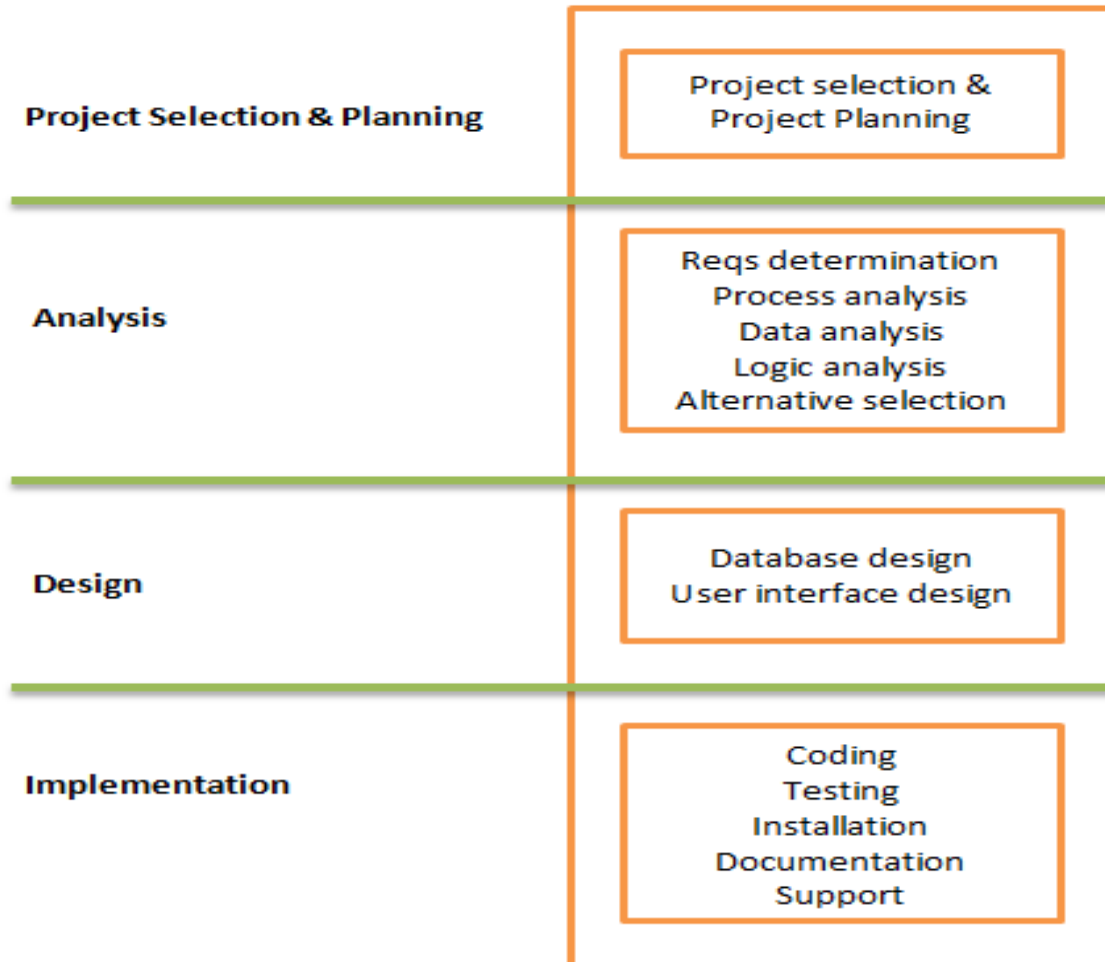 Project Selection & Planning
Project selection &
Project Planning
Analysis
Reqs determination
Process analysis
Data analysis
Logic analysis
Alternative selection
Design
Database design
User interface design
Implementation
Coding
Testing
Installation
Documentation
Support